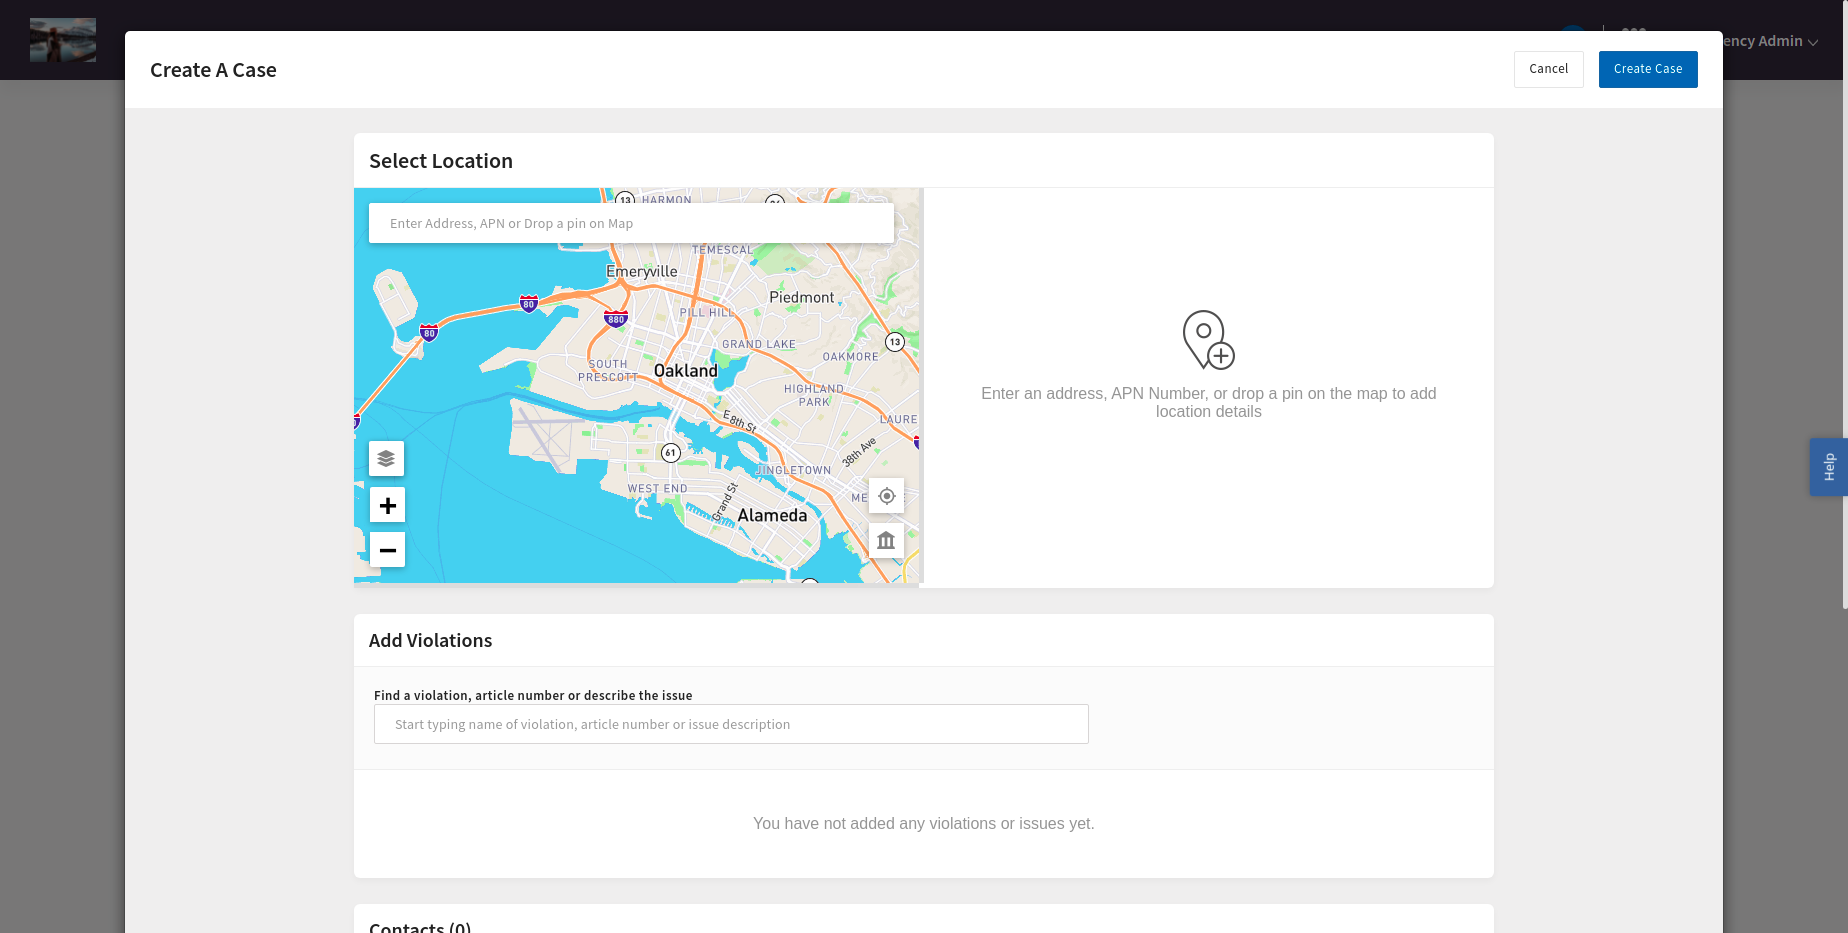 ency Admin
Create A Case
Cancel
Create Case
Select Location
13
HARMON
Enter Address, APN or Drop a pin on Map
TEMESCAL
Emeryville
Piedmont
80
880
PILL HILL
80
13
GRAND LAKE
OAKMORE
SOUTH
PRESCOTT
Oakland
HIGHLAND
PARK
Enter an address, APN Number, or drop a pin on the map to add
location details
E 8th St
LAURE
61
38th Ave
JINGLETOWN
WEST END
Grand St
ME
Alameda
Help
Add Violations
Find a violation, article number or describe the issue
Start typing name of violation, article number or issue description
You have not added any violations or issues yet.
Contacts (0)